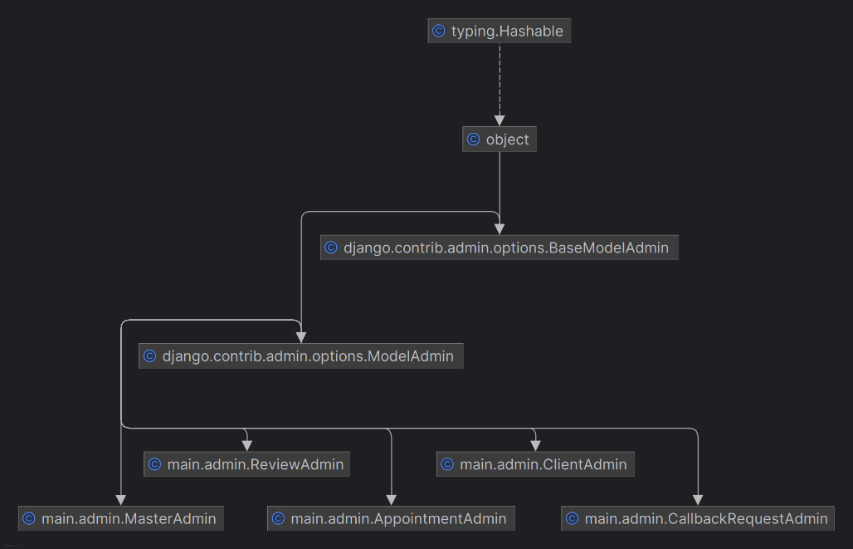 typing.Hashable
object
django.contrib.admin.options.BaseModelAdmin
django.contrib.admin.options.ModelAdmin
main.admin.ReviewAdmin
main.admin.ClientAdmin
main.admin.MasterAdmin
main.admin.AppointmentAdmin
main.admin.CallbackRequestAdmin